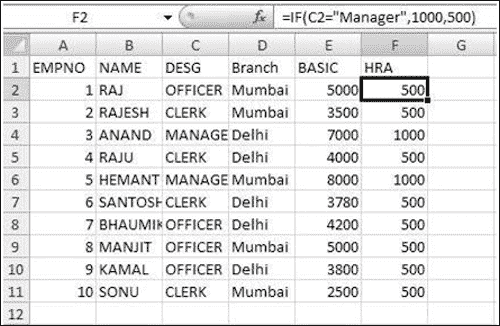 F2 fx =IF(C2="Manager",1000,500)
A B C D E F G
1 EMPNO NAME DESG Branch BASIC HRA
2 1 RAJ OFFICER Mumbai 5000 500
3 2 RAJESH CLERK Mumbai 3500 500
4 3 ANAND MANAGE Delhi 7000 1000
5 4 RAJU CLERK Delhi 4000 500
6 5 HEMANT MANAGE Mumbai 8000 1000
7 6 SANTOSH CLERK Delhi 3780 500
8 7 BHAUMIK OFFICER Delhi 4200 500
9 8 MANJIT OFFICER Mumbai 5000 500
10 9 KAMAL OFFICER Delhi 3800 500
11 10 SONU CLERK Mumbai 2500 500
12